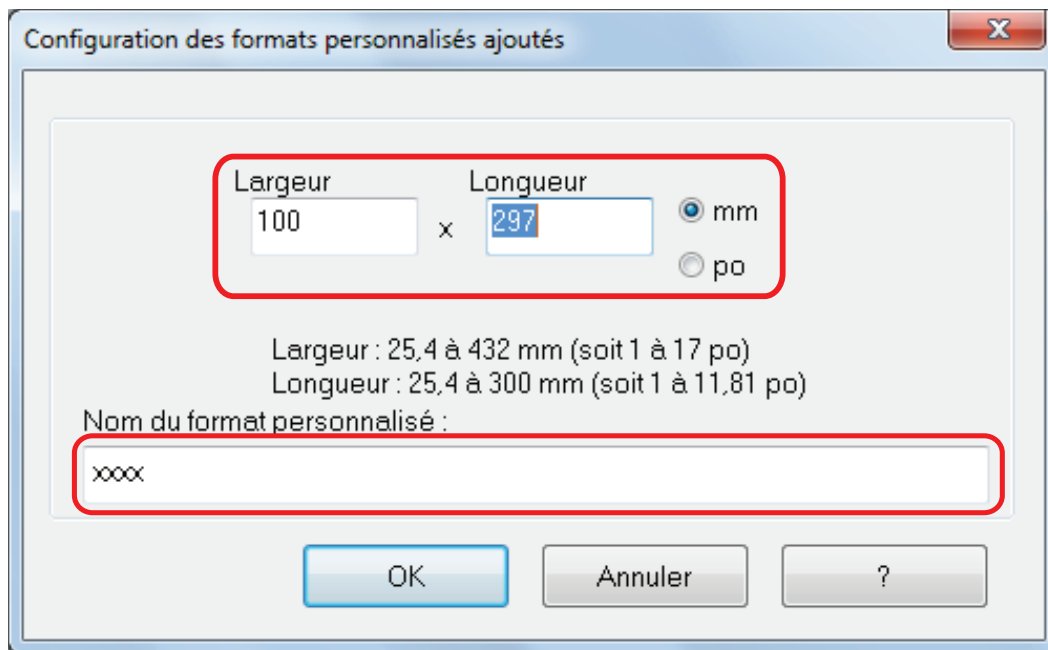 Configuration des formats personnalisés ajoutés
Largeur Longueur
100 x 297 mm
po
Largeur : 25,4 à 432 mm (soit 1 à 17 po)
Longueur : 25,4 à 300 mm (soit 1 à 11,81 po)
Nom du format personnalisé :
xxxx
OK Annuler ?